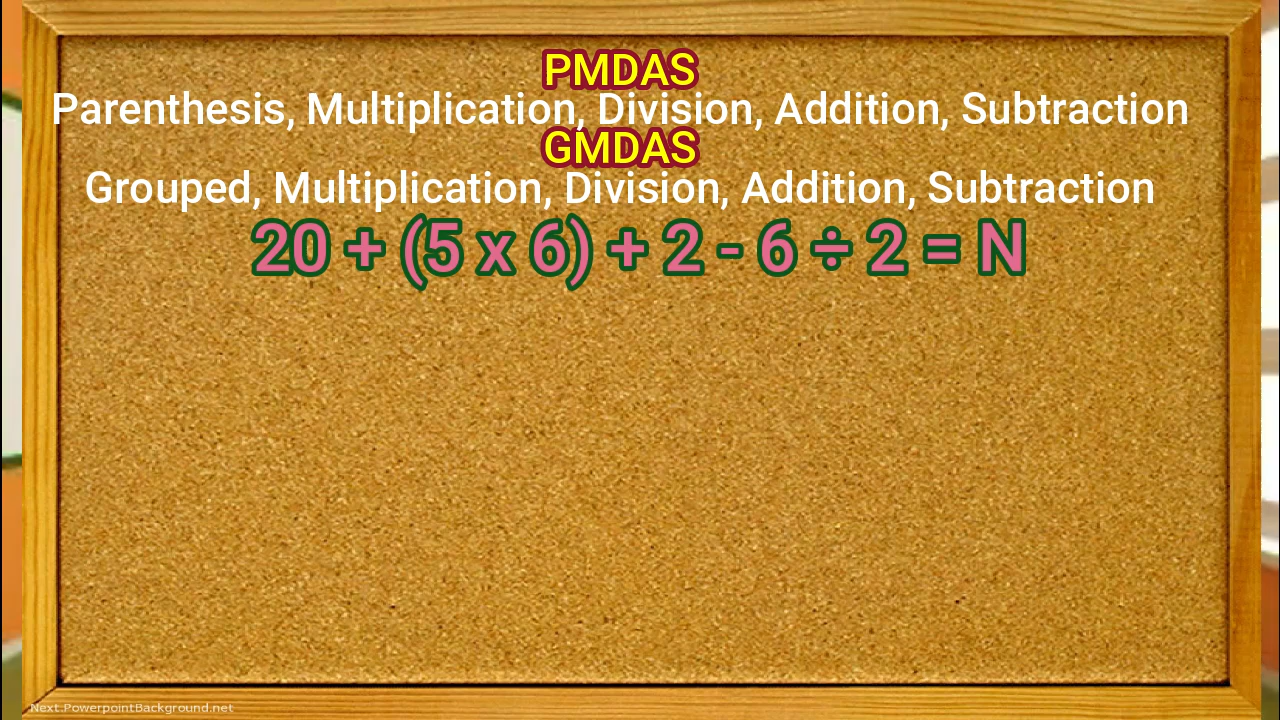 PMDAS
Parenthesis, Multiplication, Division, Addition, Subtraction
GMDAS
Grouped, Multiplication, Division, Addition, Subtraction
20 + (5 x 6) + 2 - 6 ÷ 2 = N
Next.PowerpointBackground.net